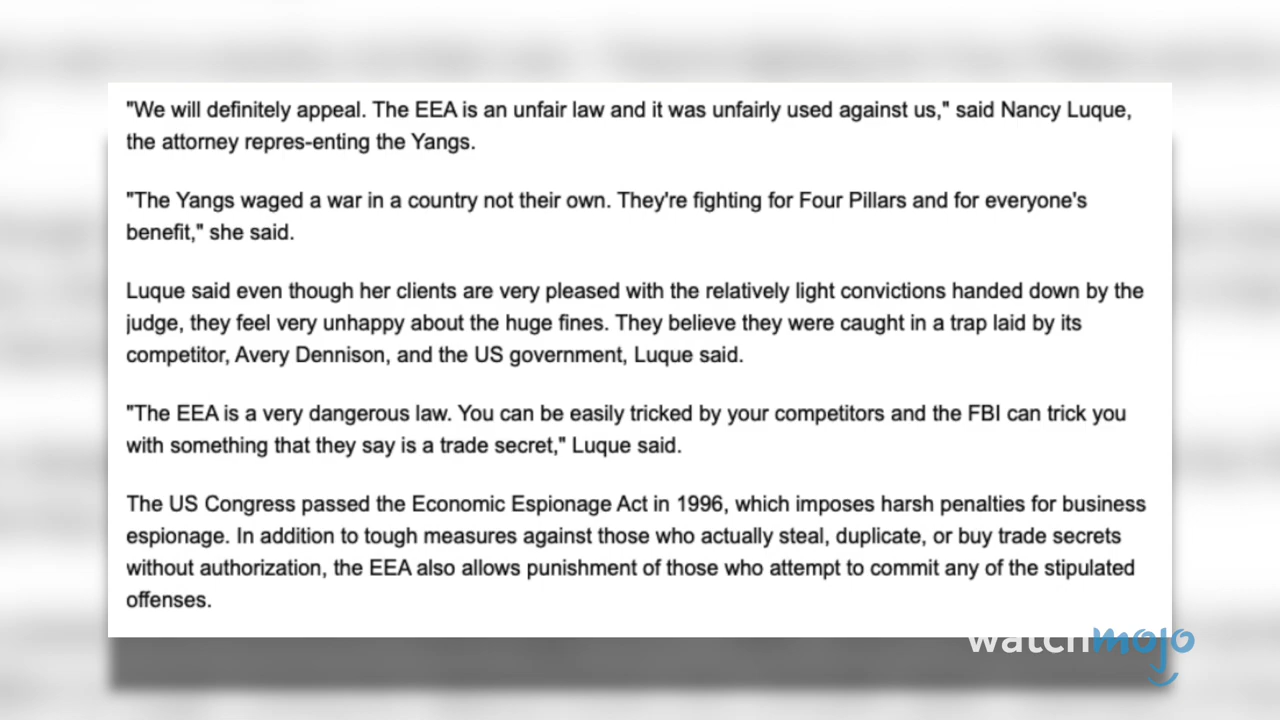 "We will definitely appeal. The EEA is an unfair law and it was unfairly used against us," said Nancy Luque,
the attorney repres-enting the Yangs.
"The Yangs waged a war in a country not their own. They're fighting for Four Pillars and for everyone's
benefit," she said.
Luque said even though her clients are very pleased with the relatively light convictions handed down by the
judge, they feel very unhappy about the huge fines. They believe they were caught in a trap laid by its
competitor, Avery Dennison, and the US government, Luque said.
"The EEA is a very dangerous law. You can be easily tricked by your competitors and the FBI can trick you
with something that they say is a trade secret," Luque said.
The US Congress passed the Economic Espionage Act in 1996, which imposes harsh penalties for business
espionage. In addition to tough measures against those who actually steal, duplicate, or buy trade secrets
without authorization, the EEA also allows punishment of those who attempt to commit any of the stipulated
offenses.
watchmojo